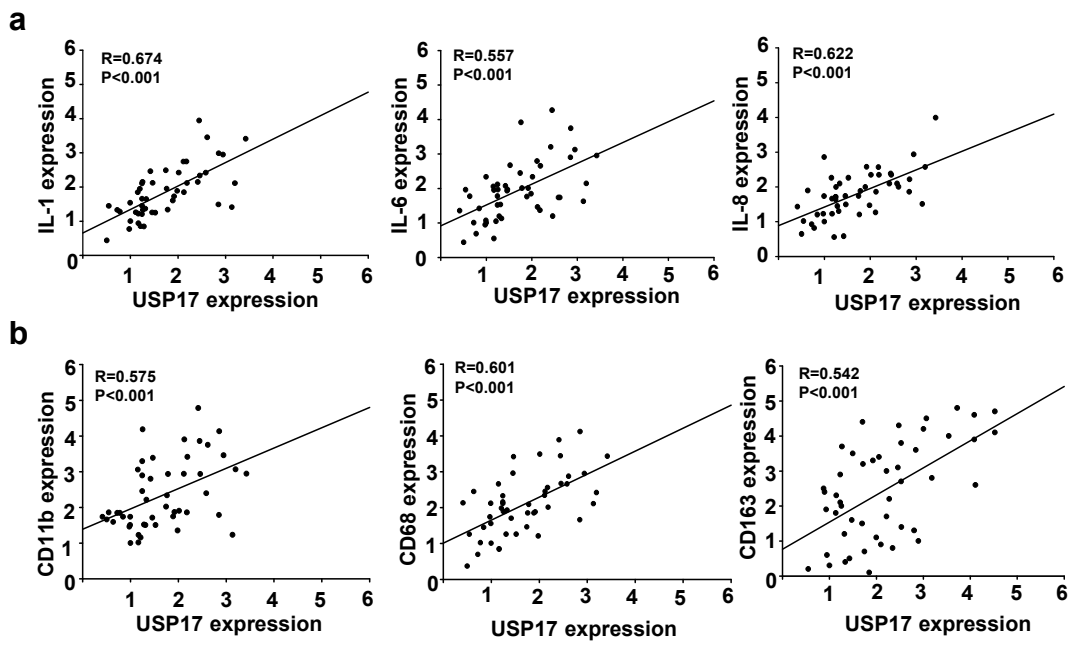 a
R=0.674
P<0.001
IL-1 expression
6
5
4
3
2
1
0
1 2 3 4 5 6
USP17 expression
R=0.557
P<0.001
IL-6 expression
6
5
4
3
2
1
0
1 2 3 4 5 6
USP17 expression
R=0.622
P<0.001
IL-8 expression
6
5
4
3
2
1
0
1 2 3 4 5 6
USP17 expression
b
R=0.575
P<0.001
CD11b expression
6
5
4
3
2
1
0
1 2 3 4 5 6
USP17 expression
R=0.601
P<0.001
CD68 expression
6
5
4
3
2
1
0
1 2 3 4 5 6
USP17 expression
R=0.542
P<0.001
CD163 expression
6
5
4
3
2
1
0
1 2 3 4 5 6
USP17 expression